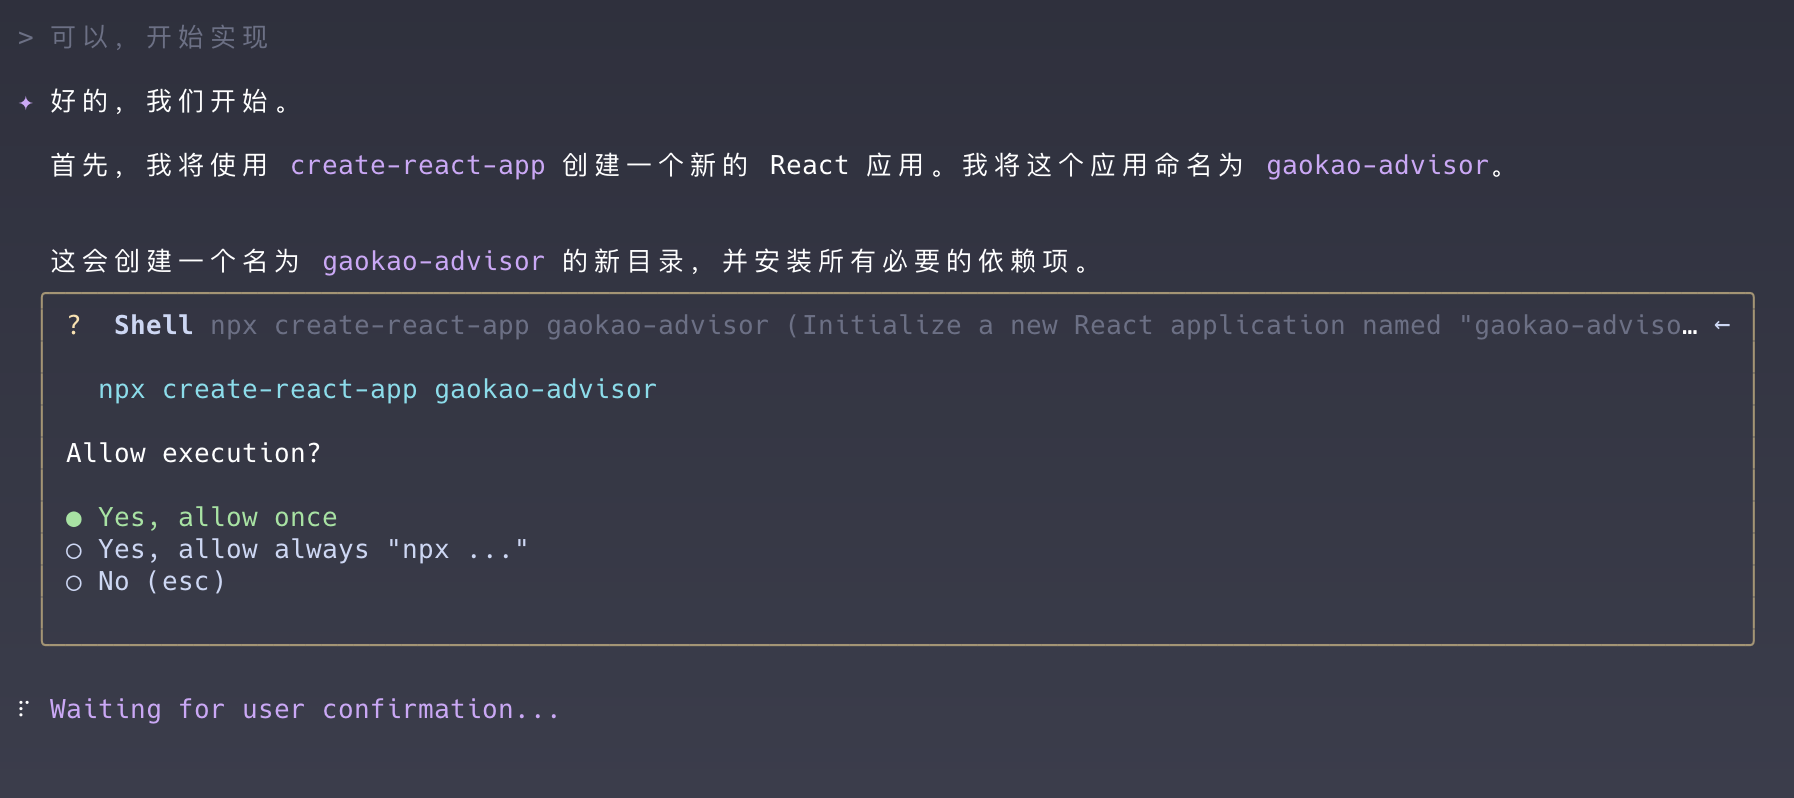 > 可以，开始实现
✦ 好的，我们开始。
首先，我将使用 create-react-app 创建一个新的 React 应用。我将这个应用命名为 gaokao-advisor。
这会创建一个名为 gaokao-advisor 的新目录，并安装所有必要的依赖项。
? Shell npx create-react-app gaokao-advisor (Initialize a new React application named "gaokao-adviso… ←
npx create-react-app gaokao-advisor
Allow execution?
● Yes, allow once
○ Yes, allow always "npx ..."
○ No (esc)
⠏ Waiting for user confirmation...